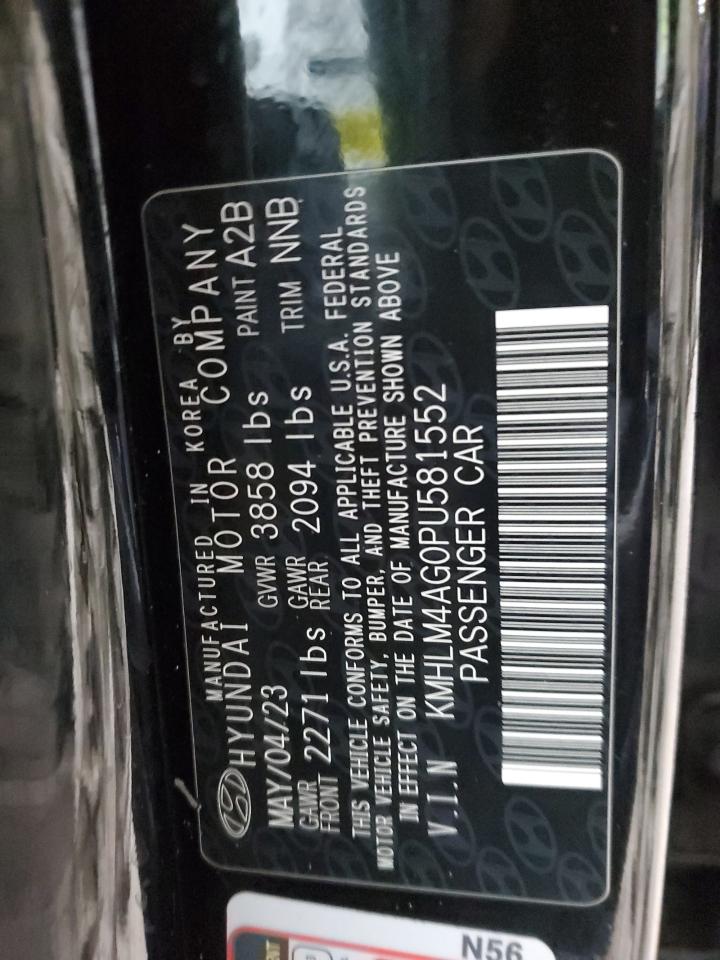 MANUFACTURED IN KOREA BY
HYUNDAI MOTOR COMPANY
MAY/04/23 GVWR 3858 lbs PAINT A2B
GAWR FRONT 2271 lbs GAWR REAR 2094 lbs TRIM NNB
THIS VEHICLE CONFORMS TO ALL APPLICABLE U.S.A. FEDERAL
MOTOR VEHICLE SAFETY, BUMPER, AND THEFT PREVENTION STANDARDS
IN EFFECT ON THE DATE OF MANUFACTURE SHOWN ABOVE
V.I.N KMHLM4AG0PU581552
PASSENGER CAR
N56